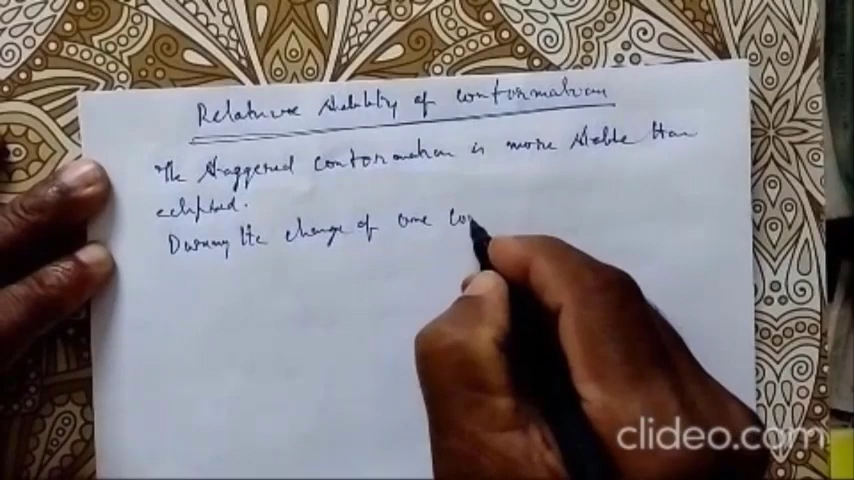 Relative stability of conformation
The staggered conformation is more stable than
eclipsed.
During the change of one co
clideo.com